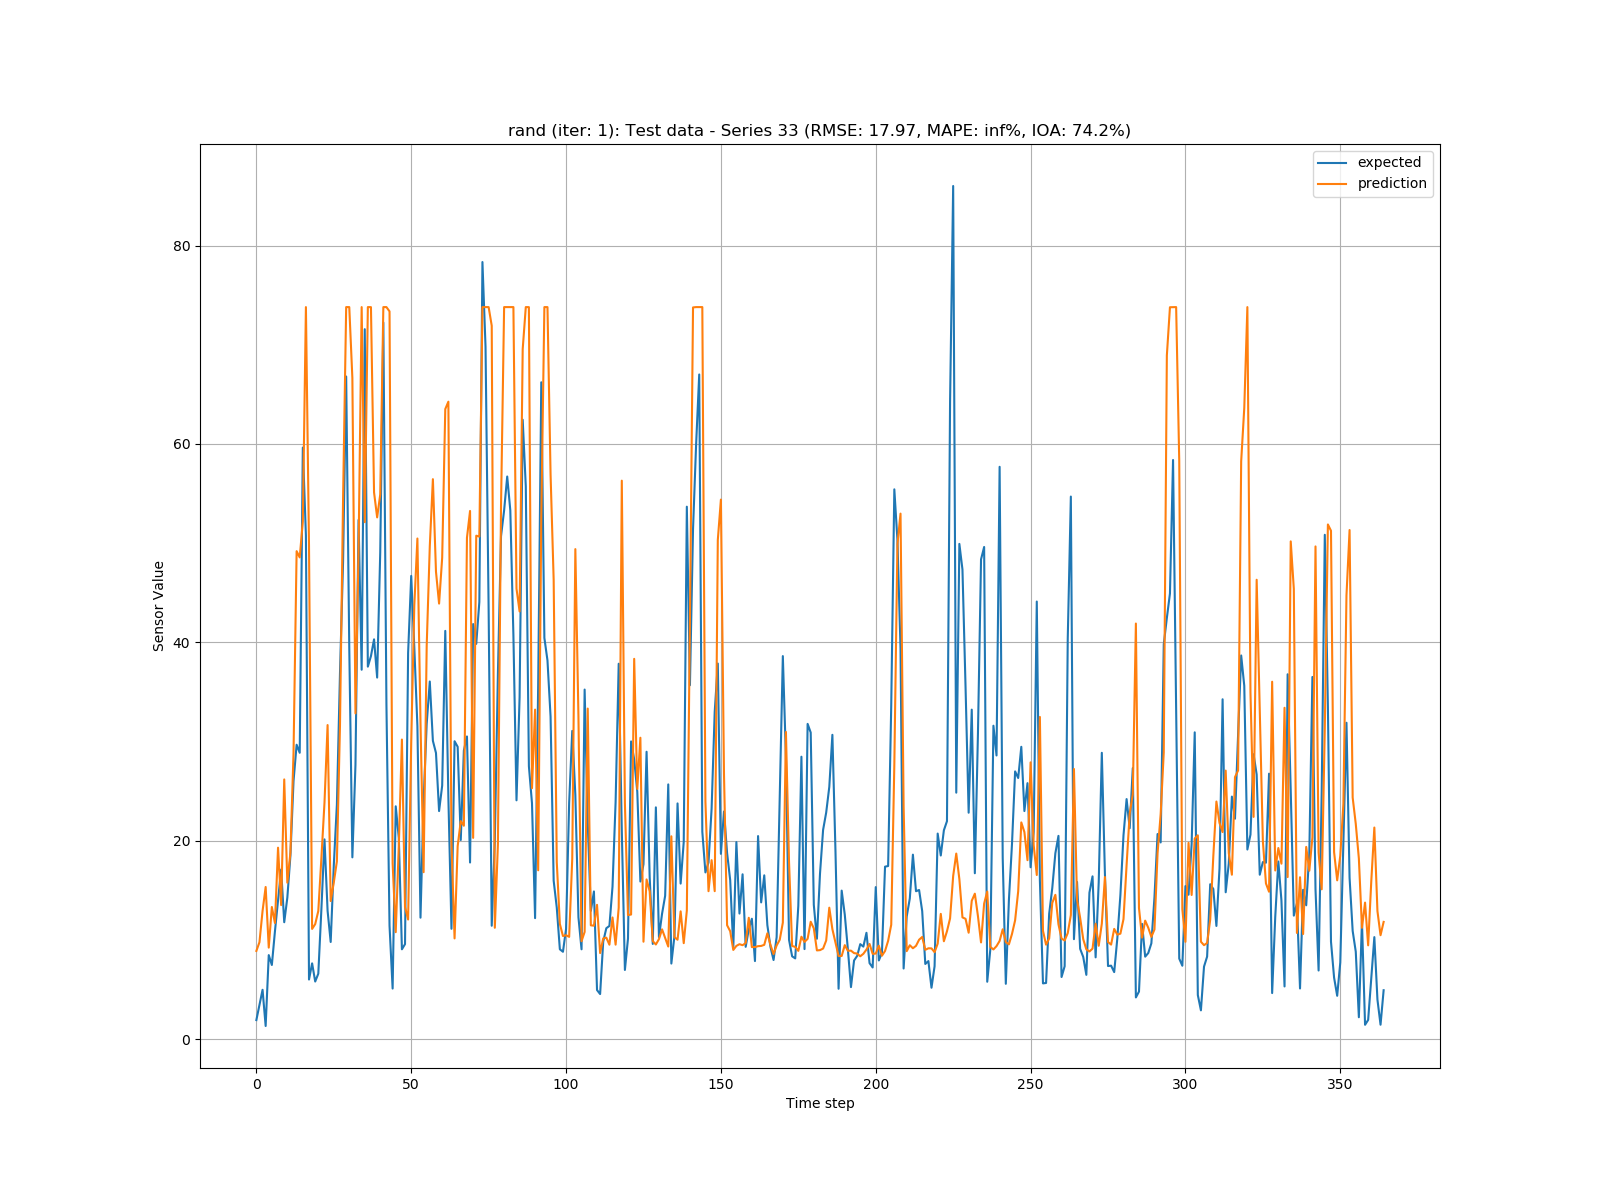 rand (iter: 1): Test data - Series 33 (RMSE: 17.97, MAPE: inf%, IOA: 74.2%)
expected
prediction
Sensor Value
80
60
40
20
0
0 50 100 150 200 250 300 350
Time step